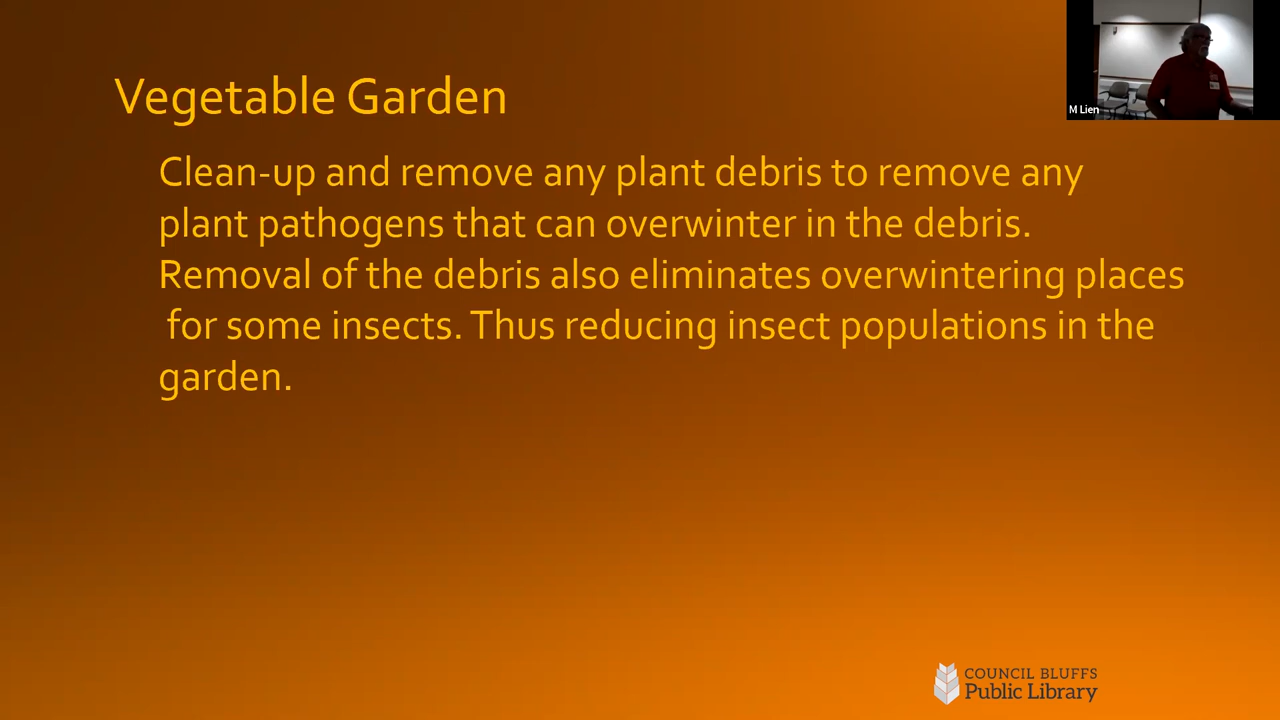 M Lien
Vegetable Garden
Clean-up and remove any plant debris to remove any
plant pathogens that can overwinter in the debris.
Removal of the debris also eliminates overwintering places
for some insects. Thus reducing insect populations in the
garden.
COUNCIL BLUFFS
Public Library